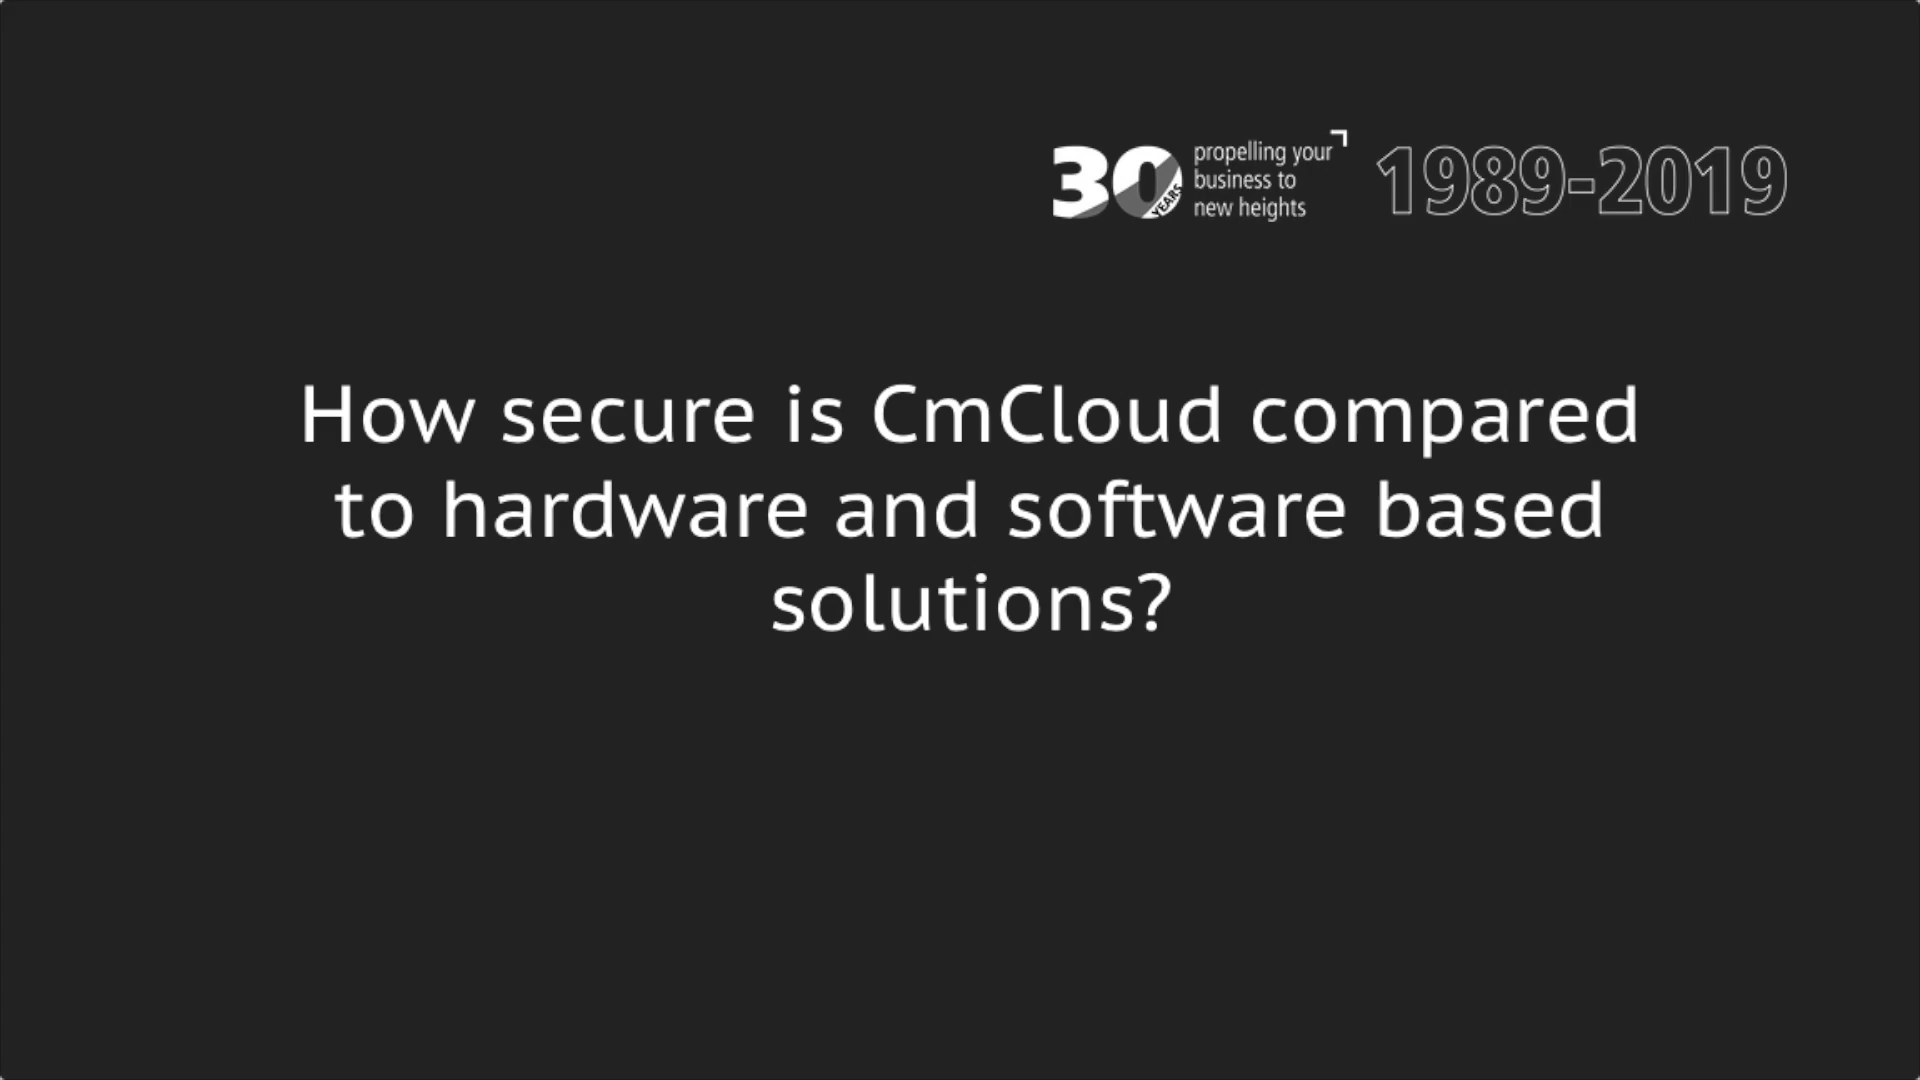 30 YEARS
propelling your
business to
new heights
1989-2019
How secure is CmCloud compared
to hardware and software based
solutions?